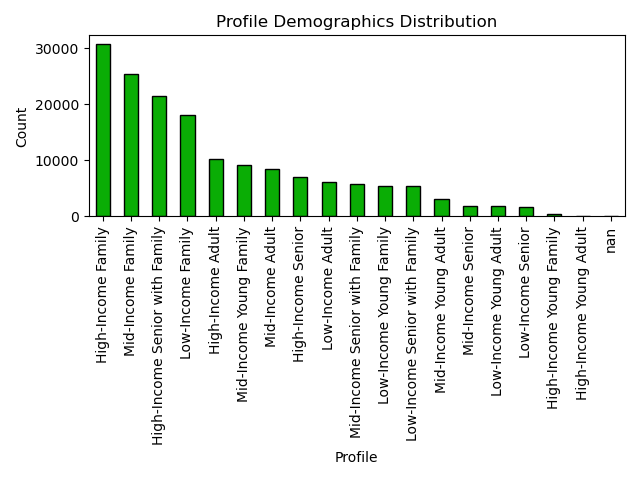 Profile Demographics Distribution
30000
20000
10000
0
Count
High-Income Family
Mid-Income Family
High-Income Senior with Family
Low-Income Family
High-Income Adult
Mid-Income Young Family
Mid-Income Adult
High-Income Senior
Low-Income Adult
Mid-Income Senior with Family
Low-Income Young Family
Low-Income Senior with Family
Mid-Income Young Adult
Mid-Income Senior
Low-Income Young Adult
Low-Income Senior
High-Income Young Family
High-Income Young Adult
nan
Profile